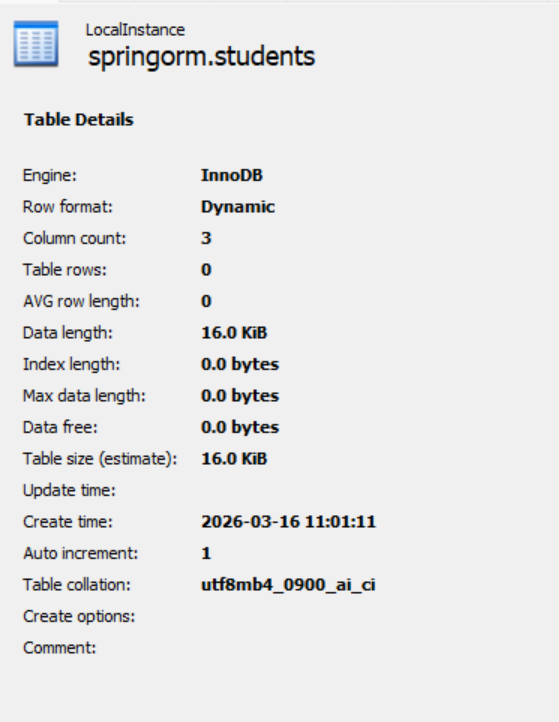 LocalInstance
springorm.students
Table Details
Engine: InnoDB
Row format: Dynamic
Column count: 3
Table rows: 0
AVG row length: 0
Data length: 16.0 KiB
Index length: 0.0 bytes
Max data length: 0.0 bytes
Data free: 0.0 bytes
Table size (estimate): 16.0 KiB
Update time:
Create time: 2026-03-16 11:01:11
Auto increment: 1
Table collation: utf8mb4_0900_ai_ci
Create options:
Comment: